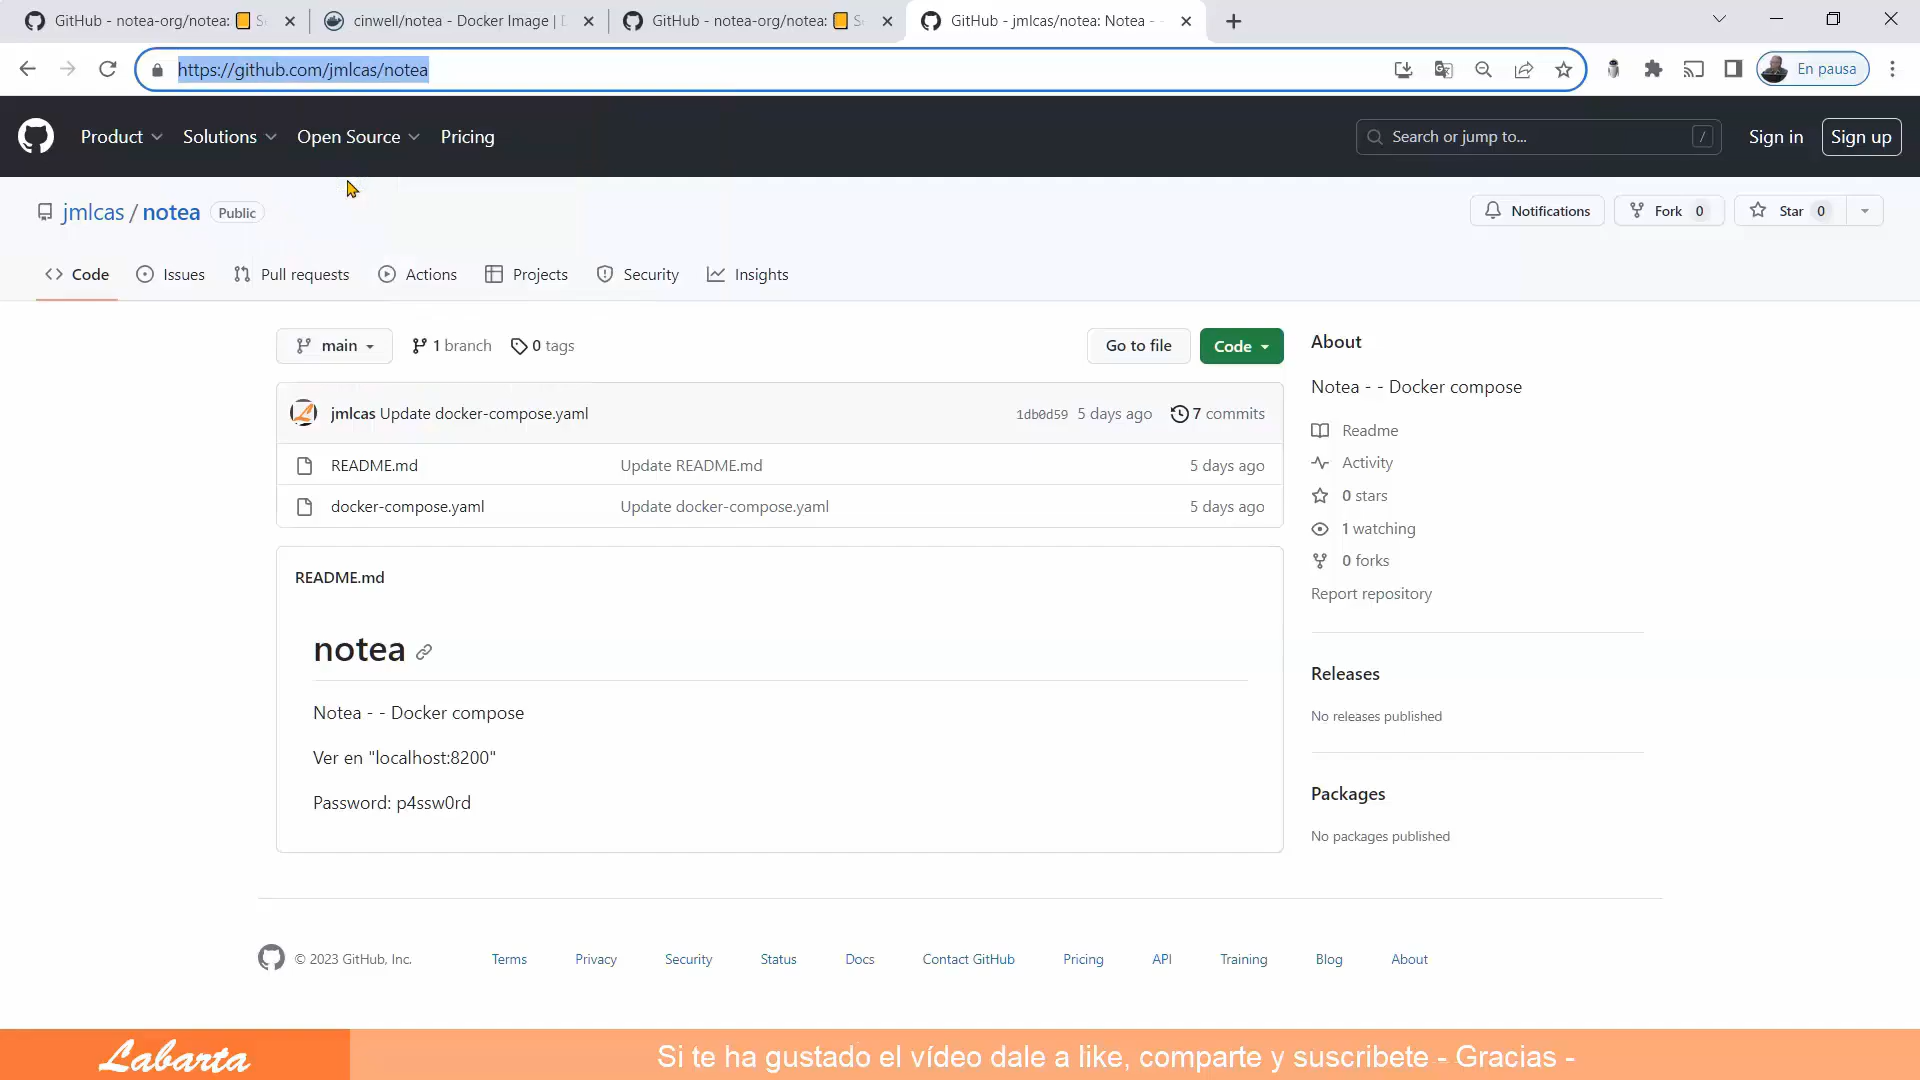 GitHub - notea-org/notea: 📙 S
cinwell/notea - Docker Image | D
GitHub - notea-org/notea: 📙 S
GitHub - jmlcas/notea: Notea - -
https://github.com/jmlcas/notea
En pausa
Product
Solutions
Open Source
Pricing
Search or jump to...
/
Sign in
Sign up
jmlcas / notea
Public
Notifications
Fork 0
Star 0
Code
Issues
Pull requests
Actions
Projects
Security
Insights
main
1 branch
0 tags
Go to file
Code
jmlcas Update docker-compose.yaml
1db0d59 5 days ago
7 commits
README.md
Update README.md
5 days ago
docker-compose.yaml
Update docker-compose.yaml
5 days ago
README.md
notea
Notea - - Docker compose
Ver en "localhost:8200"
Password: p4ssw0rd
About
Notea - - Docker compose
Readme
Activity
0 stars
1 watching
0 forks
Report repository
Releases
No releases published
Packages
No packages published
© 2023 GitHub, Inc.
Terms
Privacy
Security
Status
Docs
Contact GitHub
Pricing
API
Training
Blog
About
Labarta
Si te ha gustado el vídeo dale a like, comparte y suscribete - Gracias -